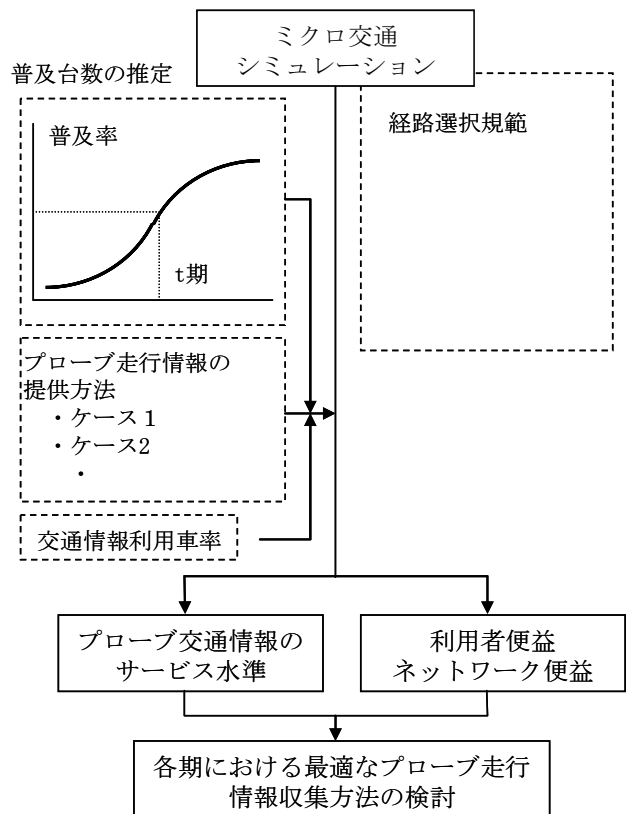 ミクロ交通
シミュレーション
普及台数の推定
普及率
t期
経路選択規範
プローブ走行情報の
提供方法
・ケース１
・ケース2
・
交通情報利用車率
プローブ交通情報の
サービス水準
利用者便益
ネットワーク便益
各期における最適なプローブ走行
情報収集方法の検討